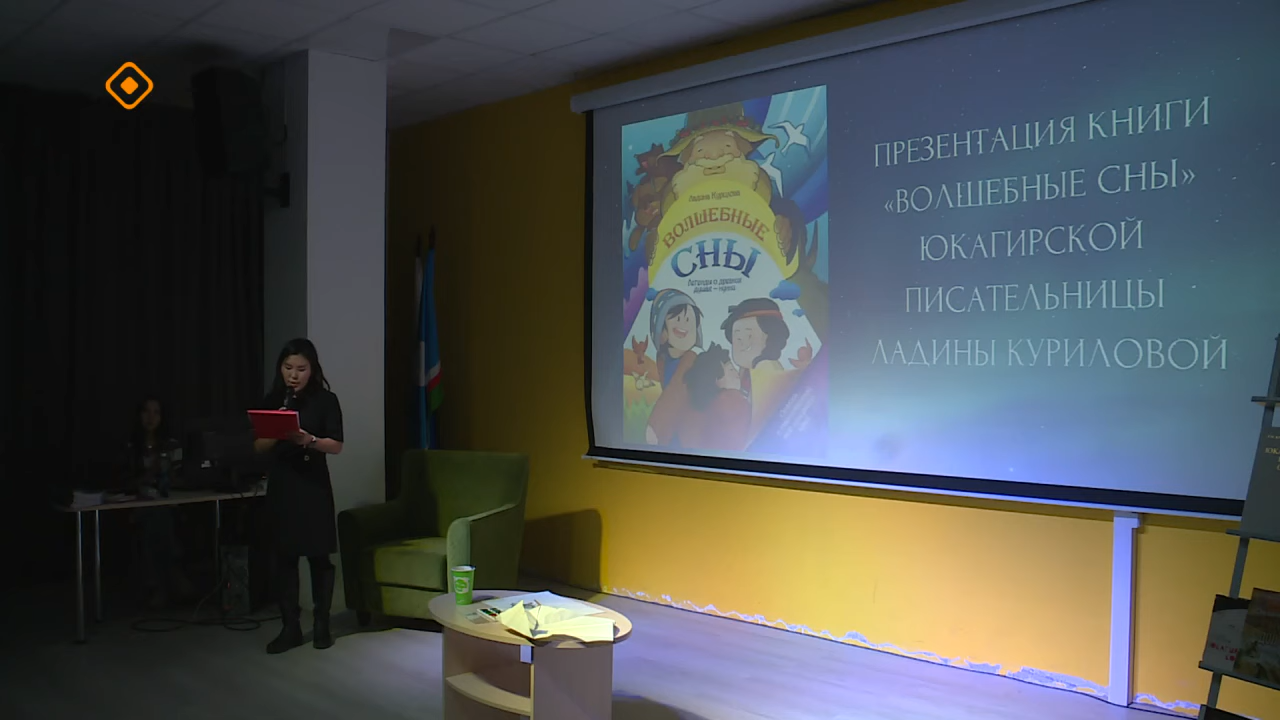 ПРЕЗЕНТАЦИЯ КНИГИ
«ВОЛШЕБНЫЕ СНЫ»
ЮКАГИРСКОЙ
ПИСАТЕЛЬНИЦЫ
ЛАДИНЫ КУРИЛОВОЙ
Ладина Курилова
ВОЛШЕБНЫЕ
СНЫ